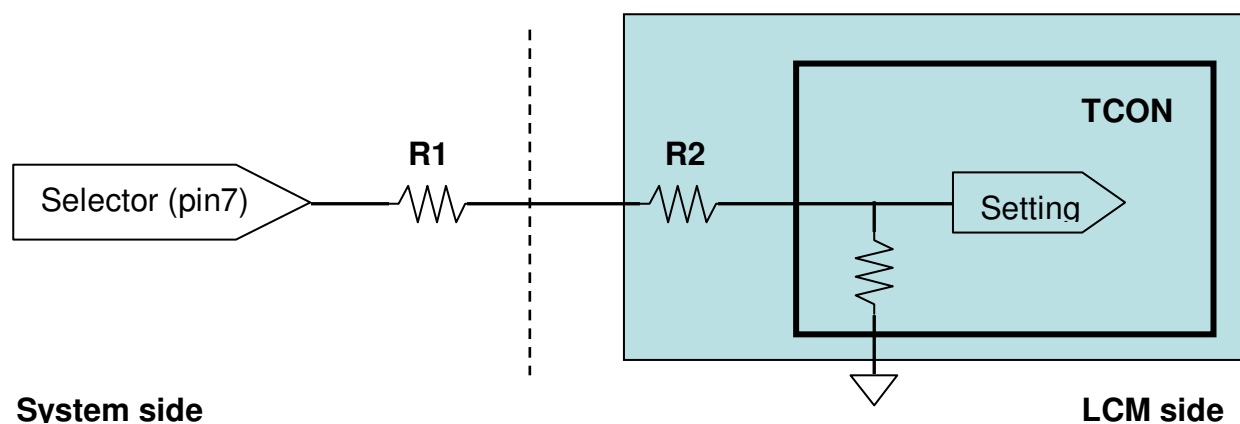 TCON
R1
R2
Selector (pin7)
Setting
System side
LCM side